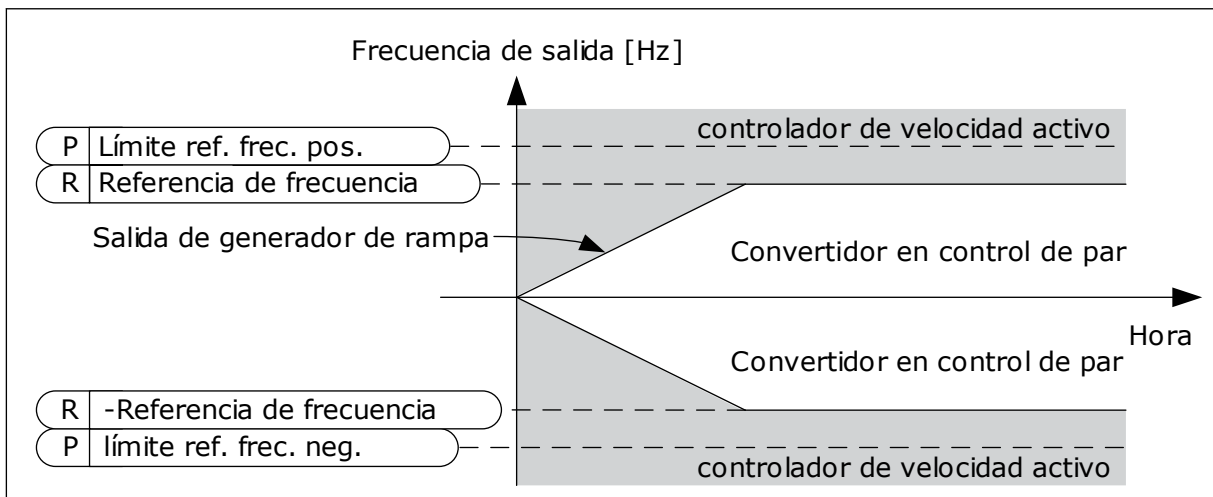 Frecuencia de salida [Hz]
controlador de velocidad activo
P Límite ref. frec. pos.
R Referencia de frecuencia
Salida de generador de rampa
Convertidor en control de par
Hora
Convertidor en control de par
R -Referencia de frecuencia
P límite ref. frec. neg.
controlador de velocidad activo